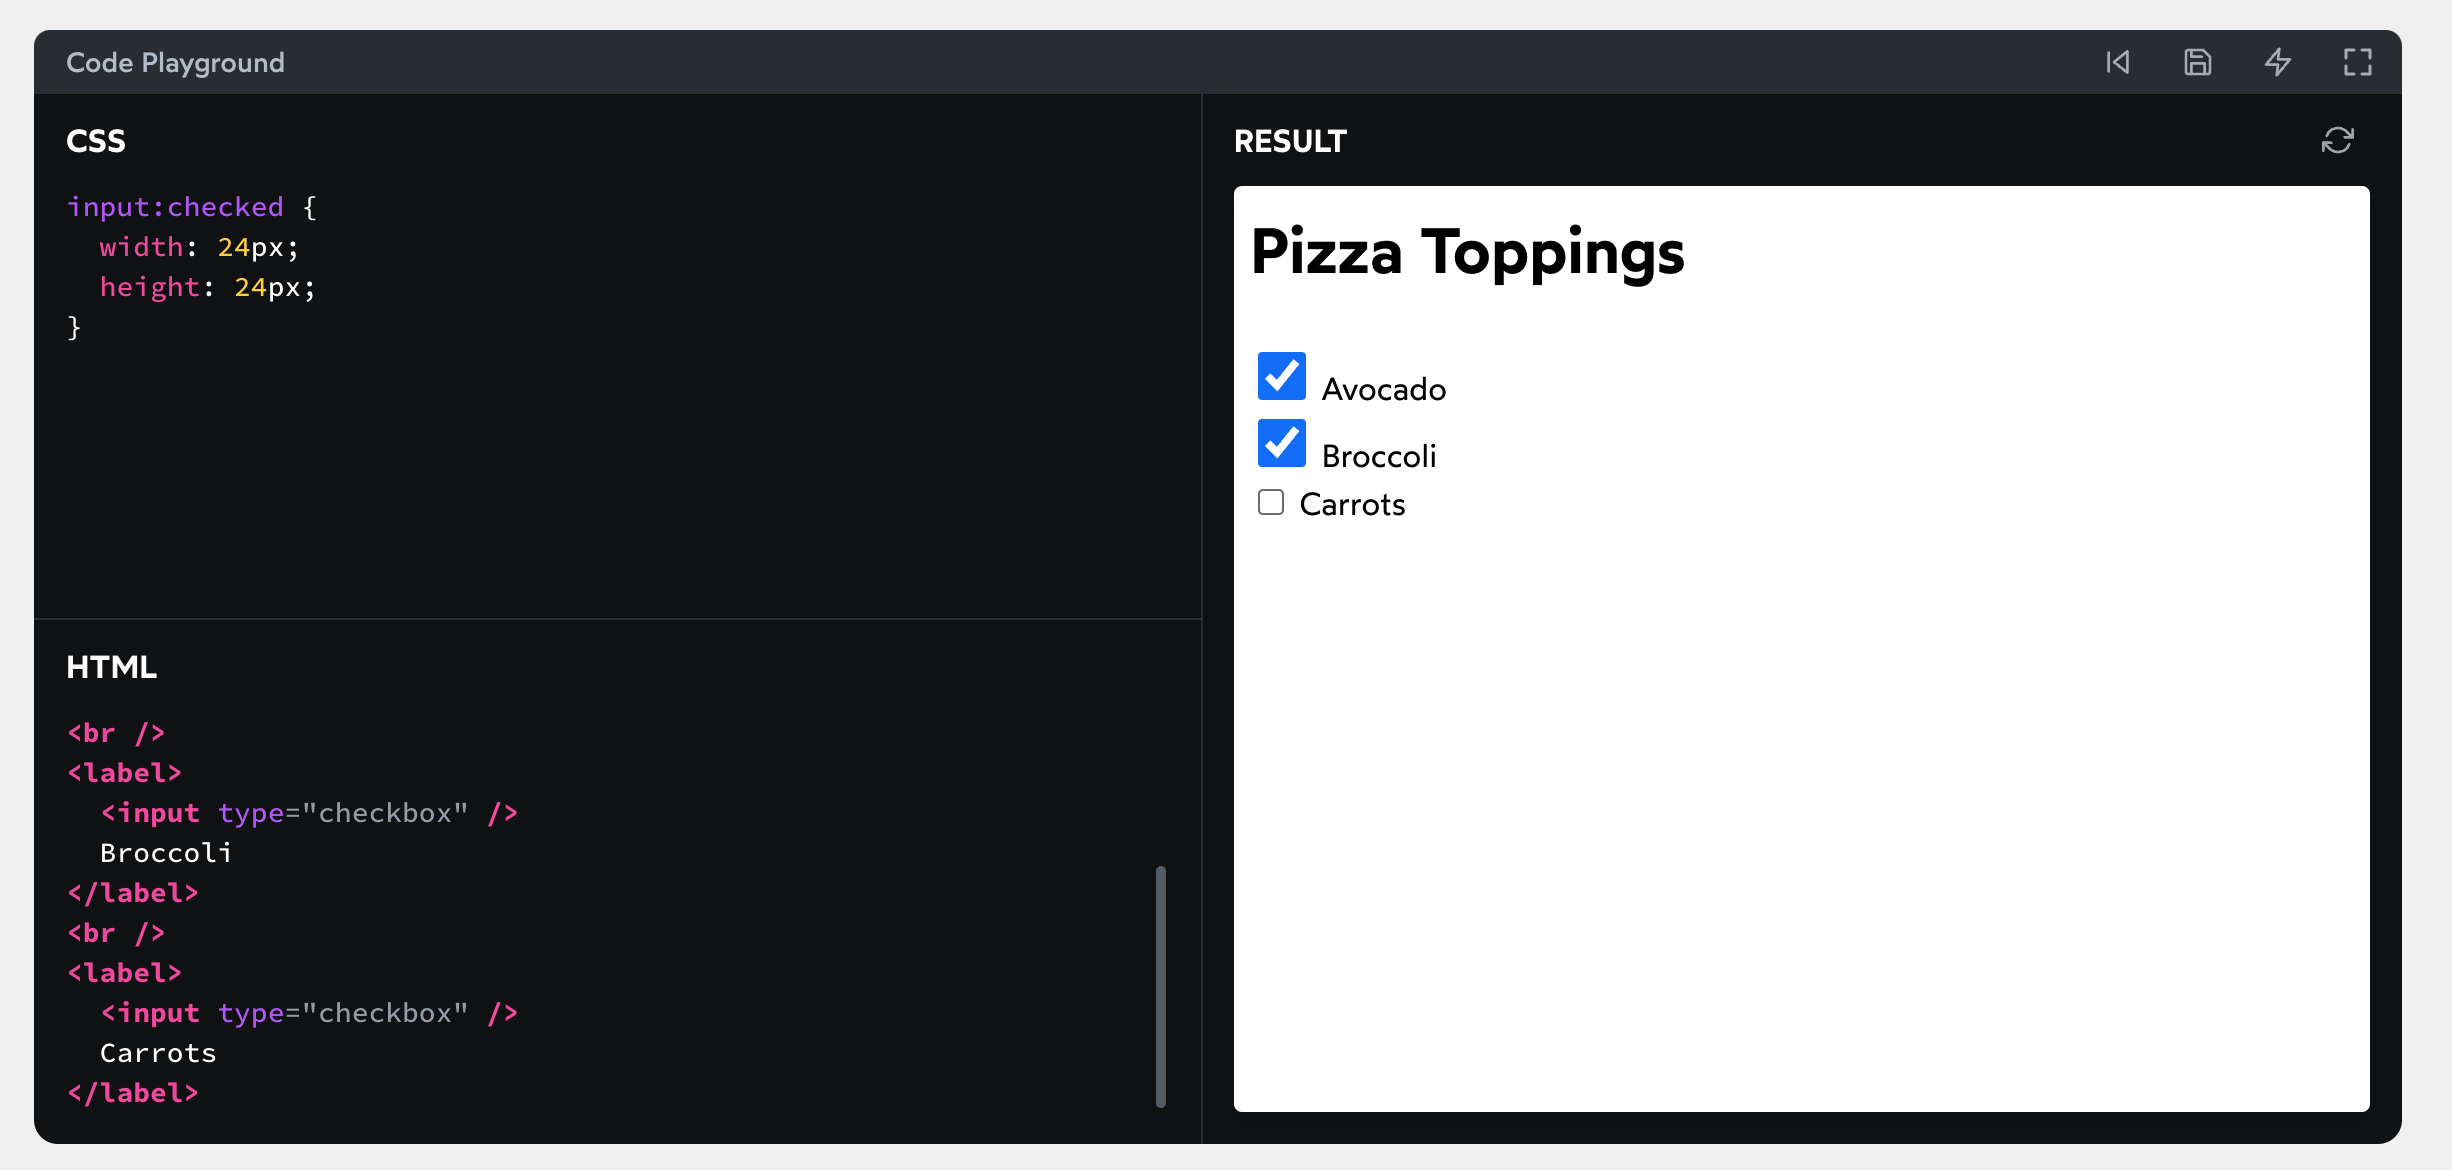 Code Playground
CSS
input:checked {
  width: 24px;
  height: 24px;
}
HTML
<br />
<label>
  <input type="checkbox" />
  Broccoli
</label>
<br />
<label>
  <input type="checkbox" />
  Carrots
</label>
RESULT
Pizza Toppings
Avocado
Broccoli
Carrots